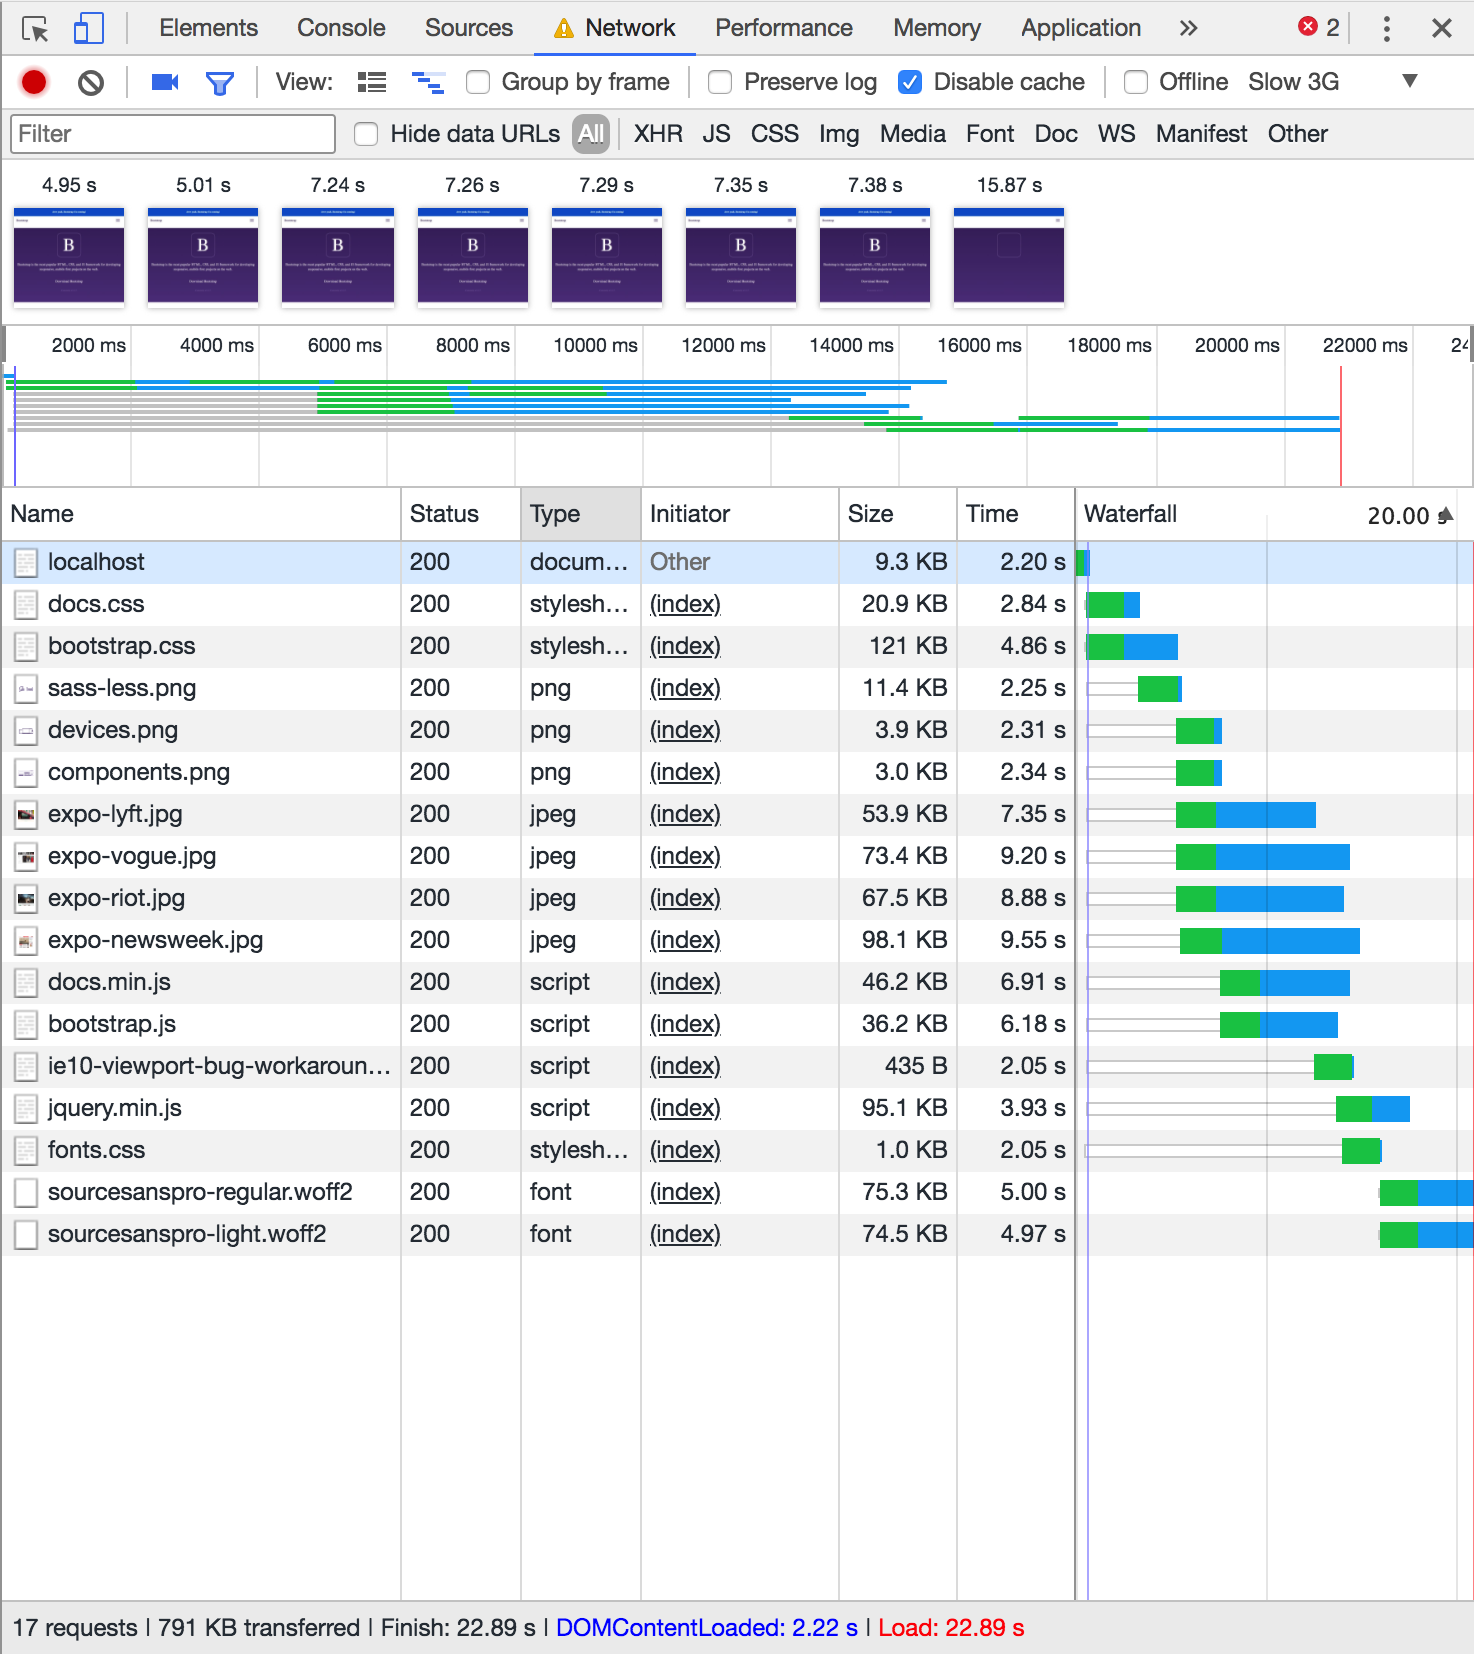 Elements Console Sources Network Performance Memory Application » 2
View: Group by frame Preserve log Disable cache Offline Slow 3G
Filter Hide data URLs All XHR JS CSS Img Media Font Doc WS Manifest Other
4.95 s 5.01 s 7.24 s 7.26 s 7.29 s 7.35 s 7.38 s 15.87 s
B B B B B B B
2000 ms 4000 ms 6000 ms 8000 ms 10000 ms 12000 ms 14000 ms 16000 ms 18000 ms 20000 ms 22000 ms
Name Status Type Initiator Size Time Waterfall 20.00 s
localhost 200 docum… Other 9.3 KB 2.20 s
docs.css 200 stylesh… (index) 20.9 KB 2.84 s
bootstrap.css 200 stylesh… (index) 121 KB 4.86 s
sass-less.png 200 png (index) 11.4 KB 2.25 s
devices.png 200 png (index) 3.9 KB 2.31 s
components.png 200 png (index) 3.0 KB 2.34 s
expo-lyft.jpg 200 jpeg (index) 53.9 KB 7.35 s
expo-vogue.jpg 200 jpeg (index) 73.4 KB 9.20 s
expo-riot.jpg 200 jpeg (index) 67.5 KB 8.88 s
expo-newsweek.jpg 200 jpeg (index) 98.1 KB 9.55 s
docs.min.js 200 script (index) 46.2 KB 6.91 s
bootstrap.js 200 script (index) 36.2 KB 6.18 s
ie10-viewport-bug-workaroun… 200 script (index) 435 B 2.05 s
jquery.min.js 200 script (index) 95.1 KB 3.93 s
fonts.css 200 stylesh… (index) 1.0 KB 2.05 s
sourcesanspro-regular.woff2 200 font (index) 75.3 KB 5.00 s
sourcesanspro-light.woff2 200 font (index) 74.5 KB 4.97 s
17 requests | 791 KB transferred | Finish: 22.89 s | DOMContentLoaded: 2.22 s | Load: 22.89 s